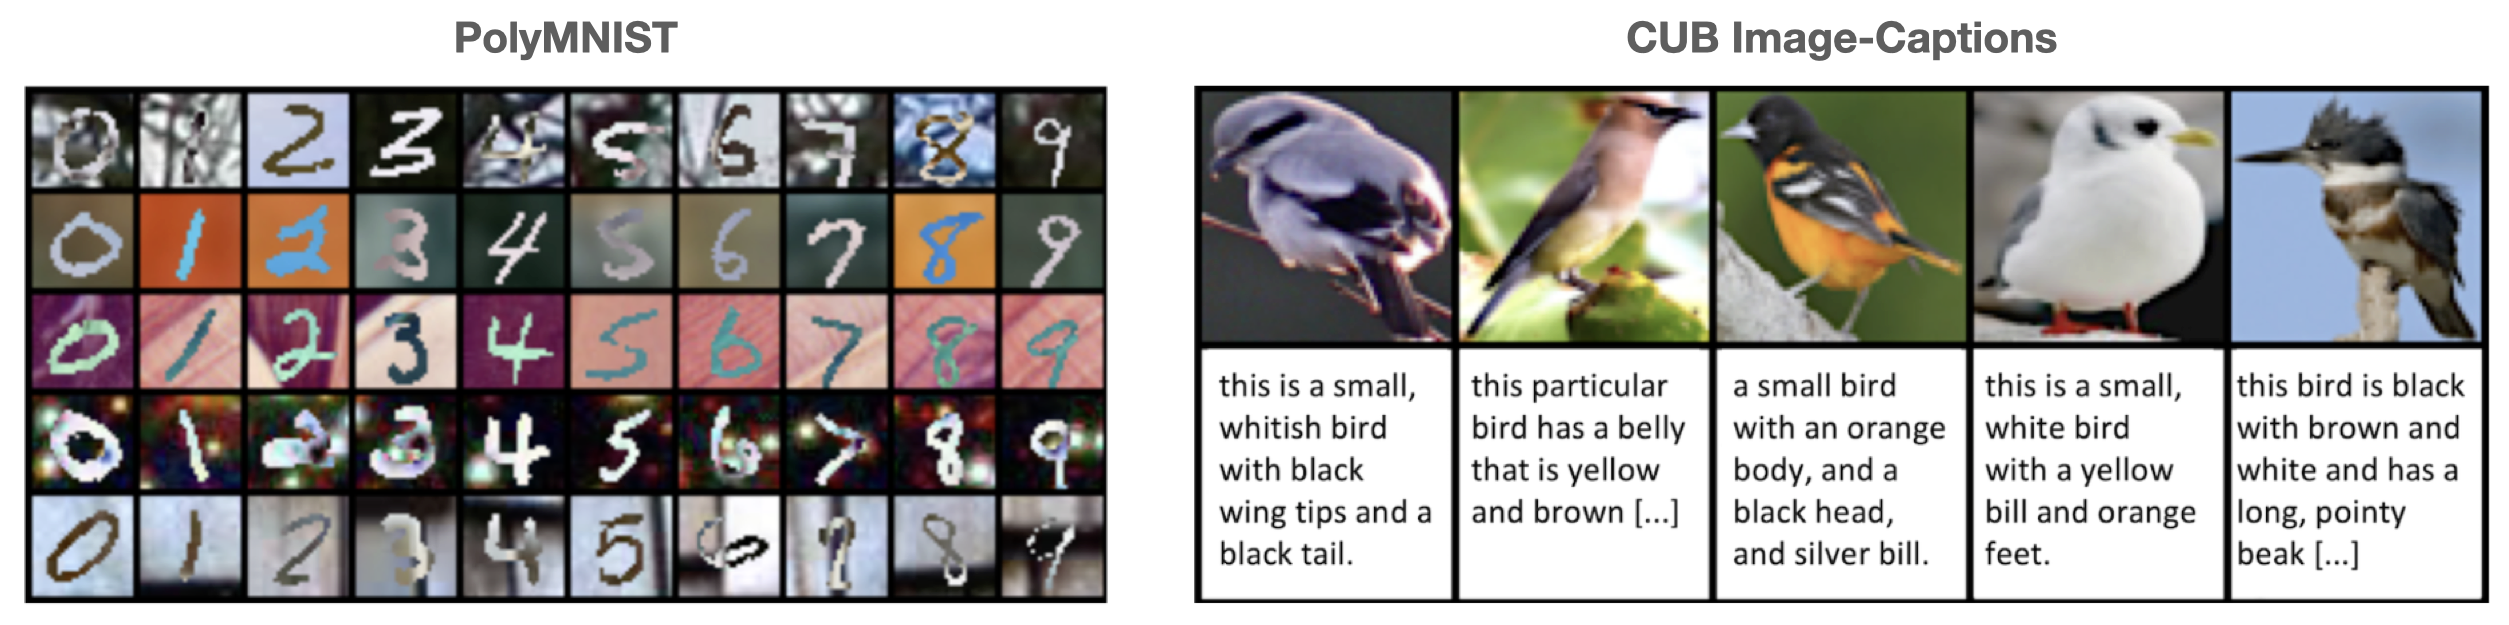 PolyMNIST
0 1 2 3 4 5 6 7 8 9
0 1 2 3 4 5 6 7 8 9
0 1 2 3 4 5 6 7 8 9
0 1 2 3 4 5 6 7 8 9
0 1 2 3 4 5 6 7 8 9
CUB Image-Captions
this is a small,
whitish bird
with black
wing tips and a
black tail.
this particular
bird has a belly
that is yellow
and brown [...]
a small bird
with an orange
body, and a
black head,
and silver bill.
this is a small,
white bird
with a yellow
bill and orange
feet.
this bird is black
with brown and
white and has a
long, pointy
beak [...]